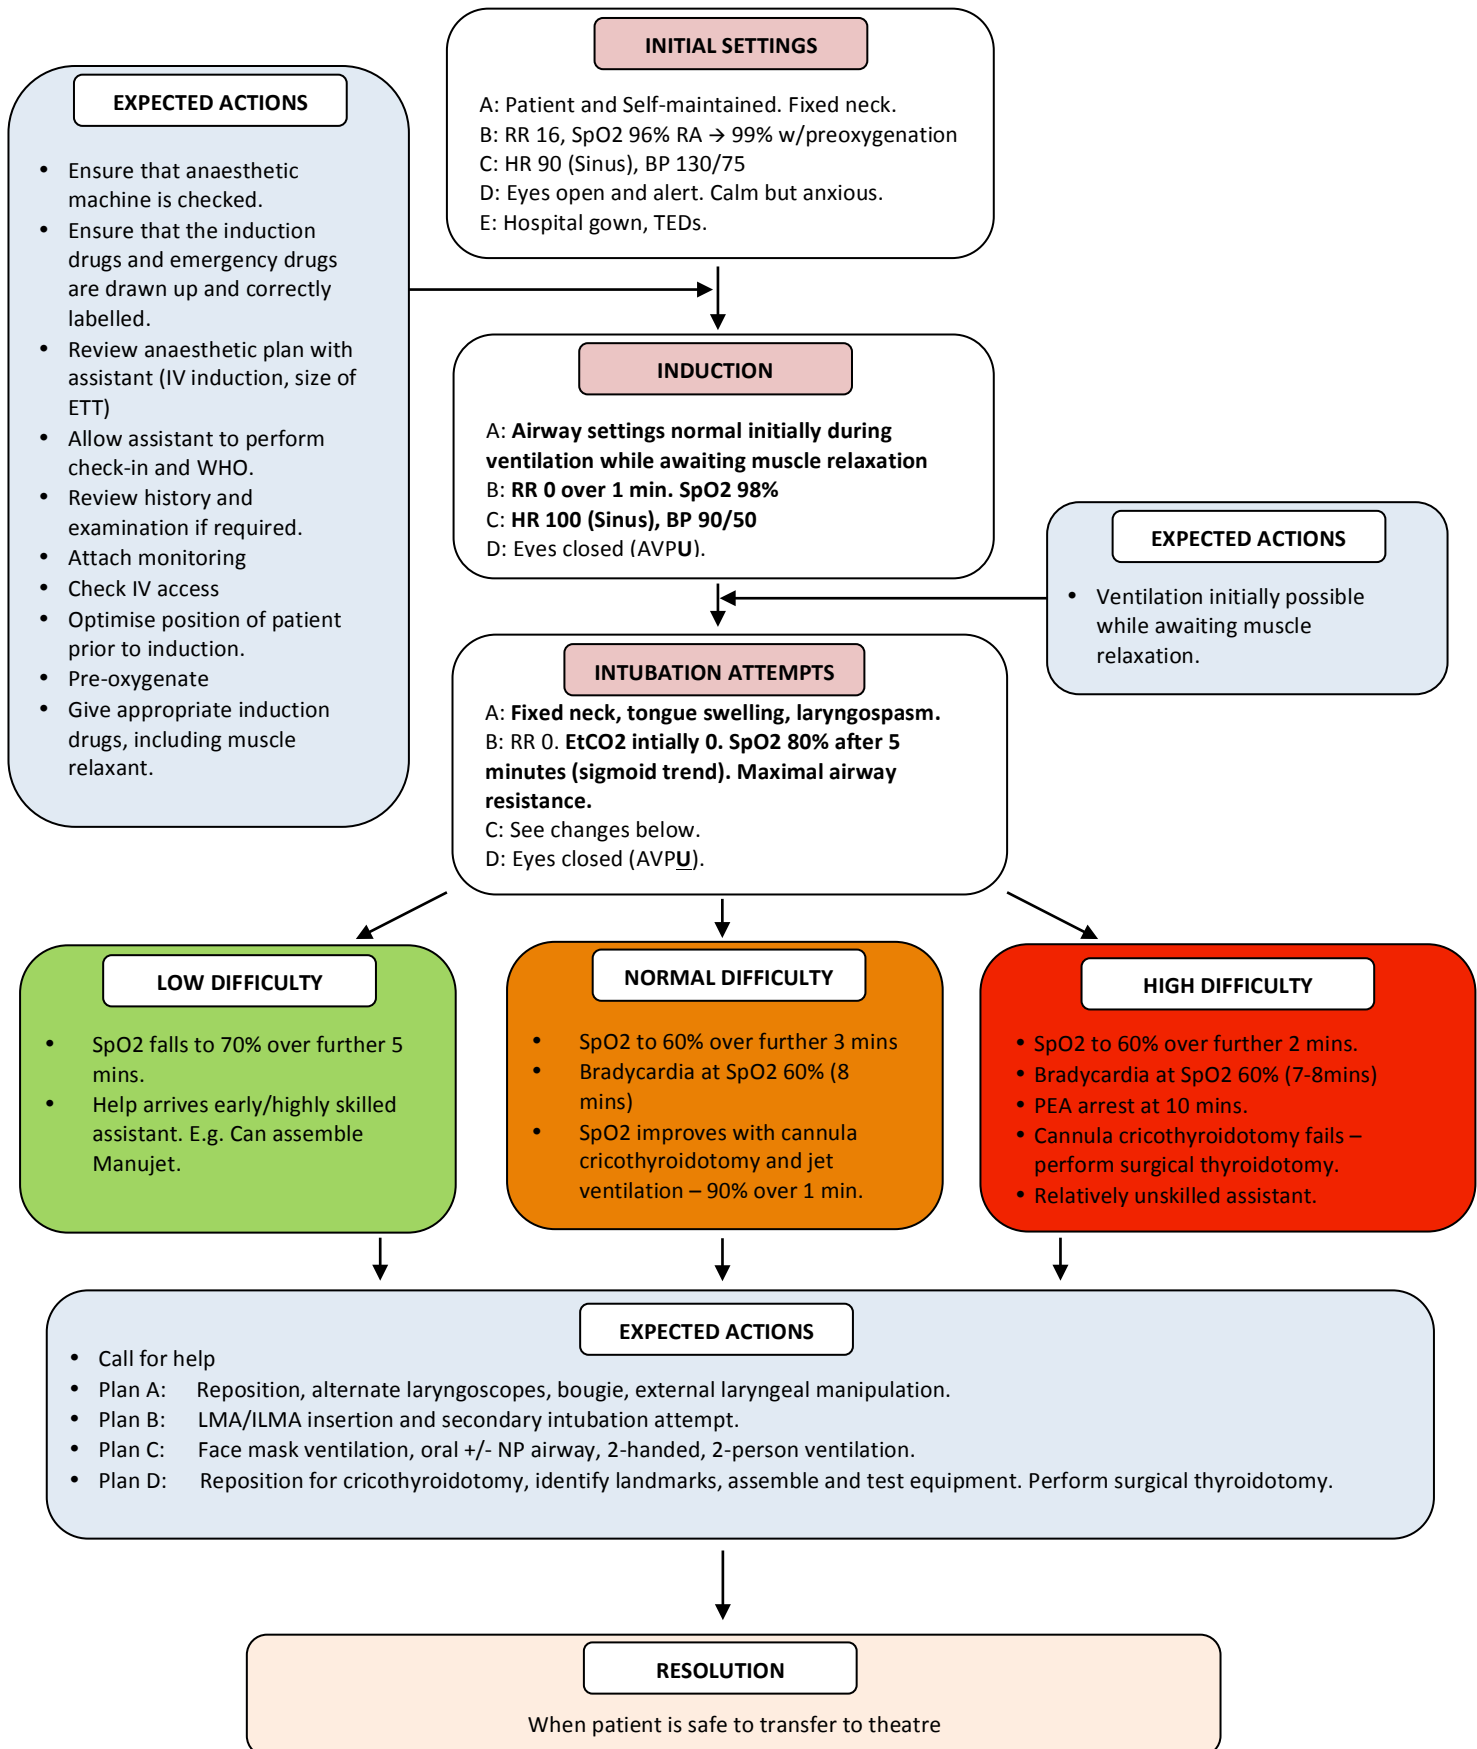 INITIAL SETTINGS
A: Patient and Self-maintained. Fixed neck.
B: RR 16, SpO2 96% RA → 99% w/preoxygenation
C: HR 90 (Sinus), BP 130/75
D: Eyes open and alert. Calm but anxious.
E: Hospital gown, TEDs.
EXPECTED ACTIONS
• Ensure that anaesthetic
machine is checked.
• Ensure that the induction
drugs and emergency drugs
are drawn up and correctly
labelled.
• Review anaesthetic plan with
assistant (IV induction, size of
ETT)
• Allow assistant to perform
check-in and WHO.
• Review history and
examination if required.
• Attach monitoring
• Check IV access
• Optimise position of patient
prior to induction.
• Pre-oxygenate
• Give appropriate induction
drugs, including muscle
relaxant.
INDUCTION
A: Airway settings normal initially during
ventilation while awaiting muscle relaxation
B: RR 0 over 1 min. SpO2 98%
C: HR 100 (Sinus), BP 90/50
D: Eyes closed (AVPU).
EXPECTED ACTIONS
• Ventilation initially possible
while awaiting muscle
relaxation.
INTUBATION ATTEMPTS
A: Fixed neck, tongue swelling, laryngospasm.
B: RR 0. EtCO2 intially 0. SpO2 80% after 5
minutes (sigmoid trend). Maximal airway
resistance.
C: See changes below.
D: Eyes closed (AVPU).
LOW DIFFICULTY
• SpO2 falls to 70% over further 5
mins.
• Help arrives early/highly skilled
assistant. E.g. Can assemble
Manujet.
NORMAL DIFFICULTY
• SpO2 to 60% over further 3 mins
• Bradycardia at SpO2 60% (8
mins)
• SpO2 improves with cannula
cricothyroidotomy and jet
ventilation – 90% over 1 min.
HIGH DIFFICULTY
• SpO2 to 60% over further 2 mins.
• Bradycardia at SpO2 60% (7-8mins)
• PEA arrest at 10 mins.
• Cannula cricothyroidotomy fails –
perform surgical thyroidotomy.
• Relatively unskilled assistant.
EXPECTED ACTIONS
• Call for help
• Plan A: Reposition, alternate laryngoscopes, bougie, external laryngeal manipulation.
• Plan B: LMA/ILMA insertion and secondary intubation attempt.
• Plan C: Face mask ventilation, oral +/- NP airway, 2-handed, 2-person ventilation.
• Plan D: Reposition for cricothyroidotomy, identify landmarks, assemble and test equipment. Perform surgical thyroidotomy.
RESOLUTION
When patient is safe to transfer to theatre